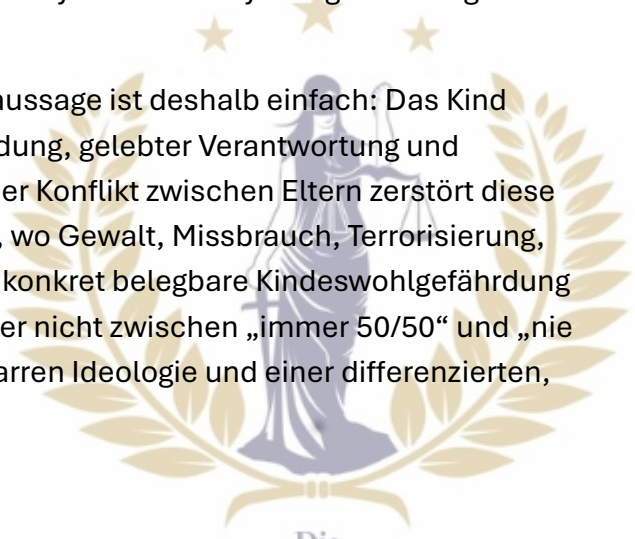 aussage ist deshalb einfach: Das Kind
dung, gelebter Verantwortung und
er Konflikt zwischen Eltern zerstört diese
, wo Gewalt, Missbrauch, Terrorisierung,
konkret belegbare Kindeswohlgefährdung
er nicht zwischen „immer 50/50“ und „nie
arren Ideologie und einer differenzierten,
Die